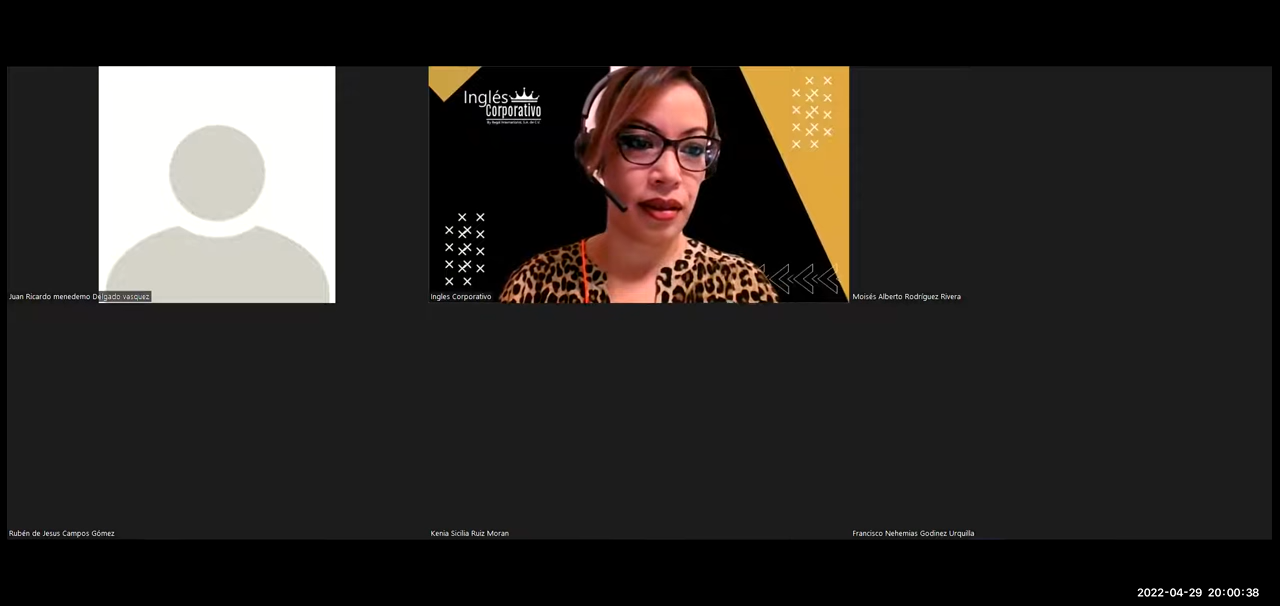 Inglés
Corporativo
Juan Ricardo menedemo Delgado vasquez
Ingles Corporativo
Moisés Alberto Rodríguez Rivera
Rubén de Jesus Campos Gómez
Kenia Sicilia Ruiz Moran
Francisco Nehemías Godinez Urquilla
2022-04-29 20:00:38